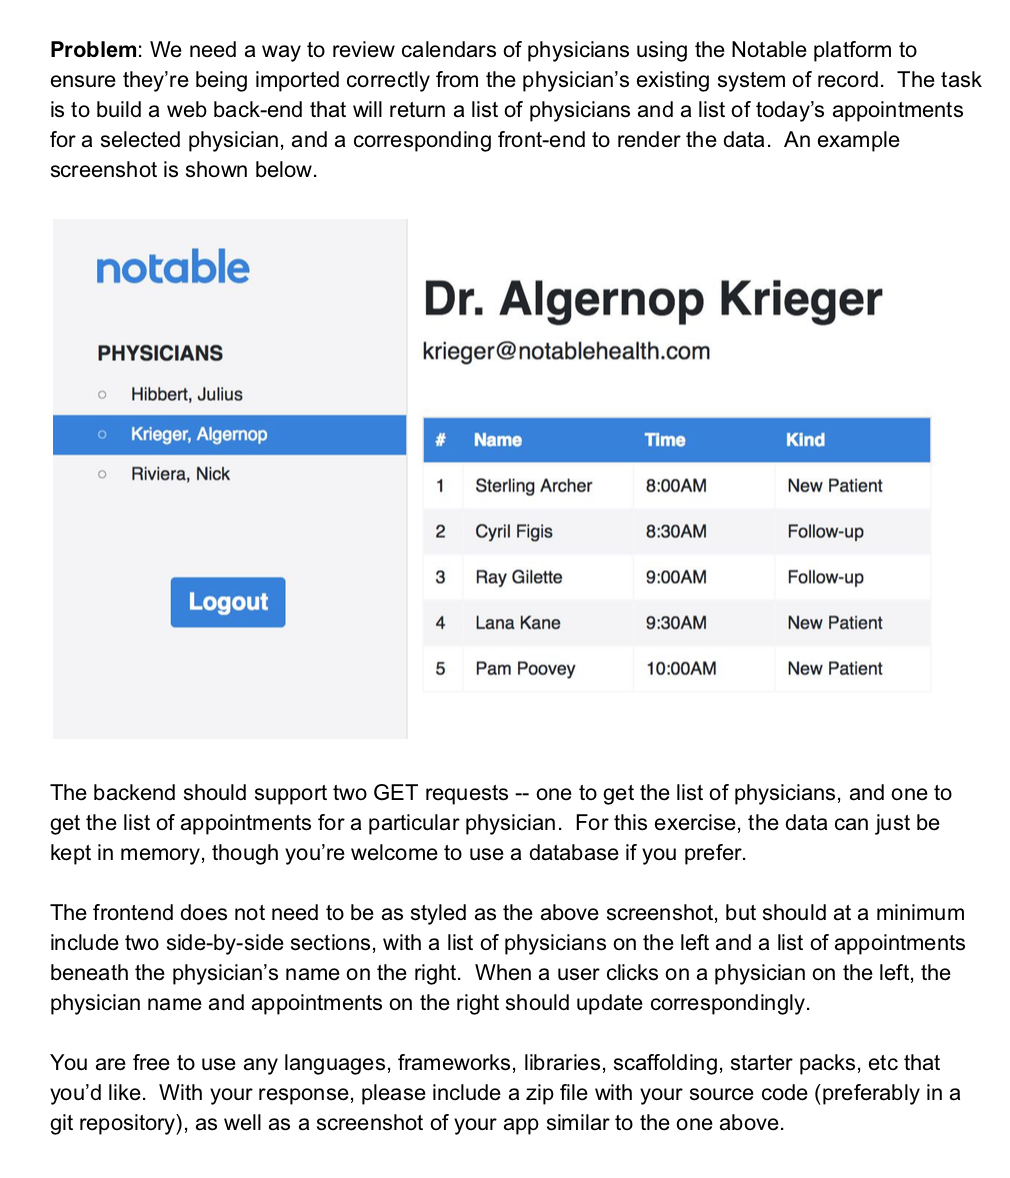 Problem: We need a way to review calendars of physicians using the Notable platform to
ensure they’re being imported correctly from the physician’s existing system of record.  The task
is to build a web back-end that will return a list of physicians and a list of today’s appointments
for a selected physician, and a corresponding front-end to render the data.  An example
screenshot is shown below.
notable
PHYSICIANS
Hibbert, Julius
Krieger, Algernop
Riviera, Nick
Logout
Dr. Algernop Krieger
krieger@notablehealth.com
# Name Time Kind
1 Sterling Archer 8:00AM New Patient
2 Cyril Figis 8:30AM Follow-up
3 Ray Gilette 9:00AM Follow-up
4 Lana Kane 9:30AM New Patient
5 Pam Poovey 10:00AM New Patient
The backend should support two GET requests -- one to get the list of physicians, and one to
get the list of appointments for a particular physician.  For this exercise, the data can just be
kept in memory, though you’re welcome to use a database if you prefer.
The frontend does not need to be as styled as the above screenshot, but should at a minimum
include two side-by-side sections, with a list of physicians on the left and a list of appointments
beneath the physician’s name on the right.  When a user clicks on a physician on the left, the
physician name and appointments on the right should update correspondingly.
You are free to use any languages, frameworks, libraries, scaffolding, starter packs, etc that
you’d like.  With your response, please include a zip file with your source code (preferably in a
git repository), as well as a screenshot of your app similar to the one above.